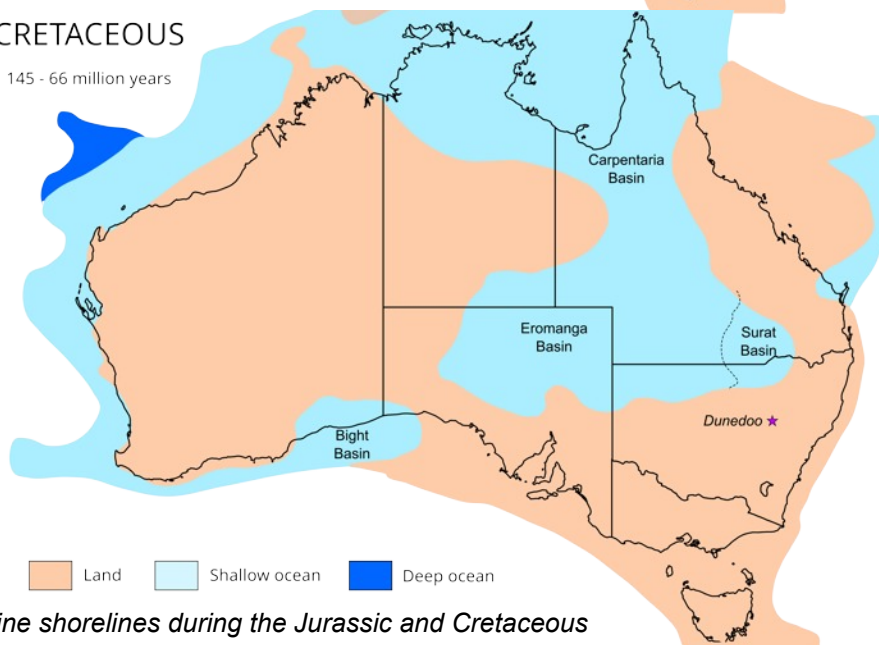 CRETACEOUS
145 - 66 million years
Carpentaria
Basin
Eromanga
Basin
Surat
Basin
Dunedoo
Bight
Basin
Land
Shallow ocean
Deep ocean
shorelines during the Jurassic and Cretaceous